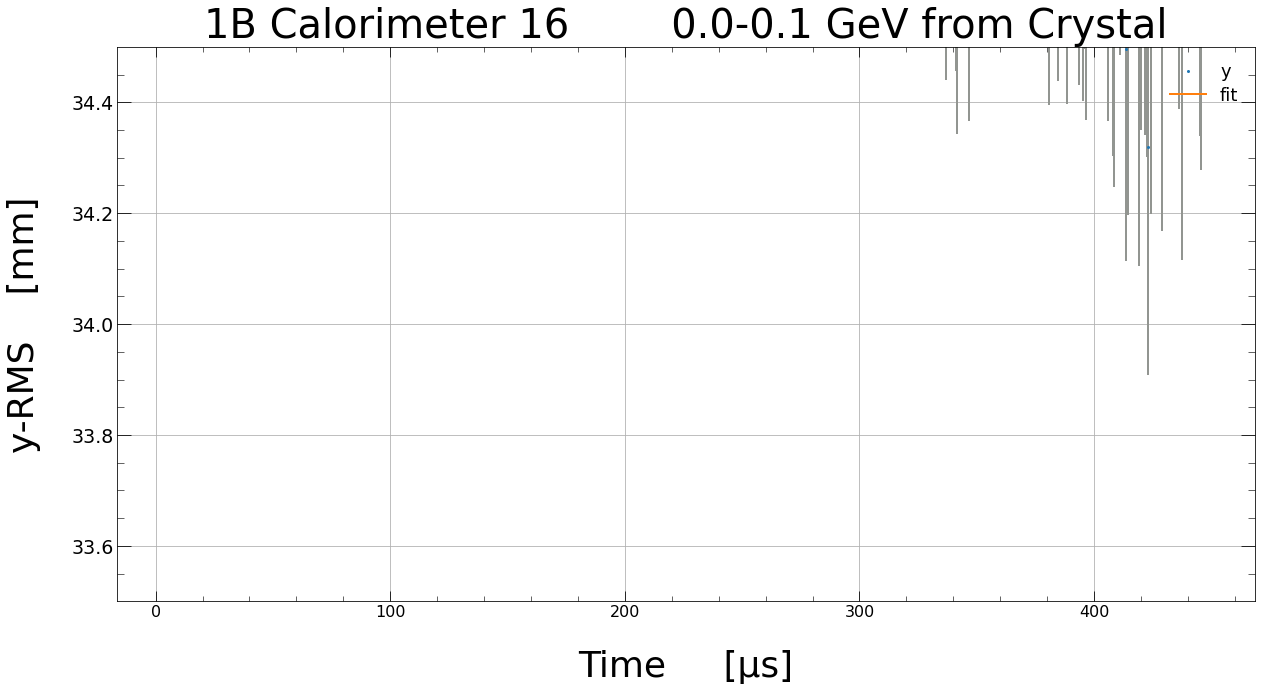 1B Calorimeter 16 0.0-0.1 GeV from Crystal
y-RMS [mm]
34.4
34.2
34.0
33.8
33.6
y
fit
0 100 200 300 400
Time [µs]